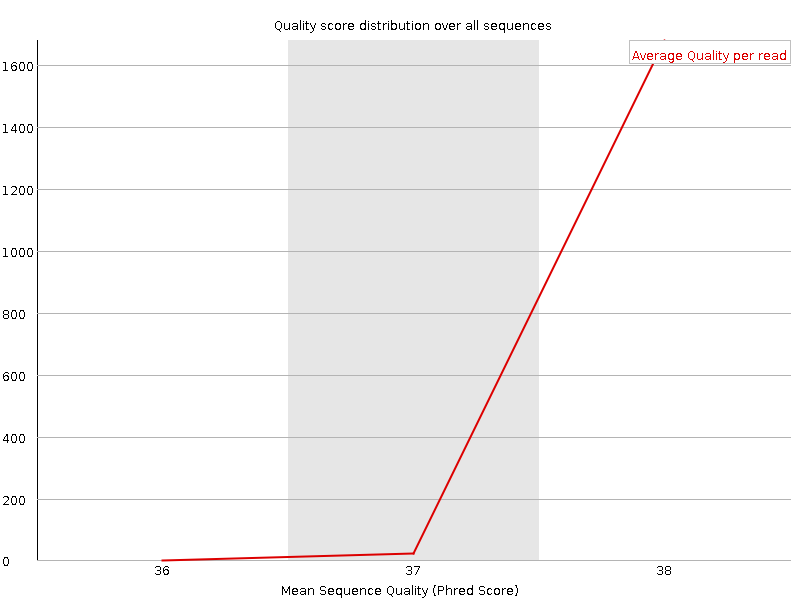 Quality score distribution over all sequences
Average Quality per read
1600
1400
1200
1000
800
600
400
200
0
36 37 38
Mean Sequence Quality (Phred Score)